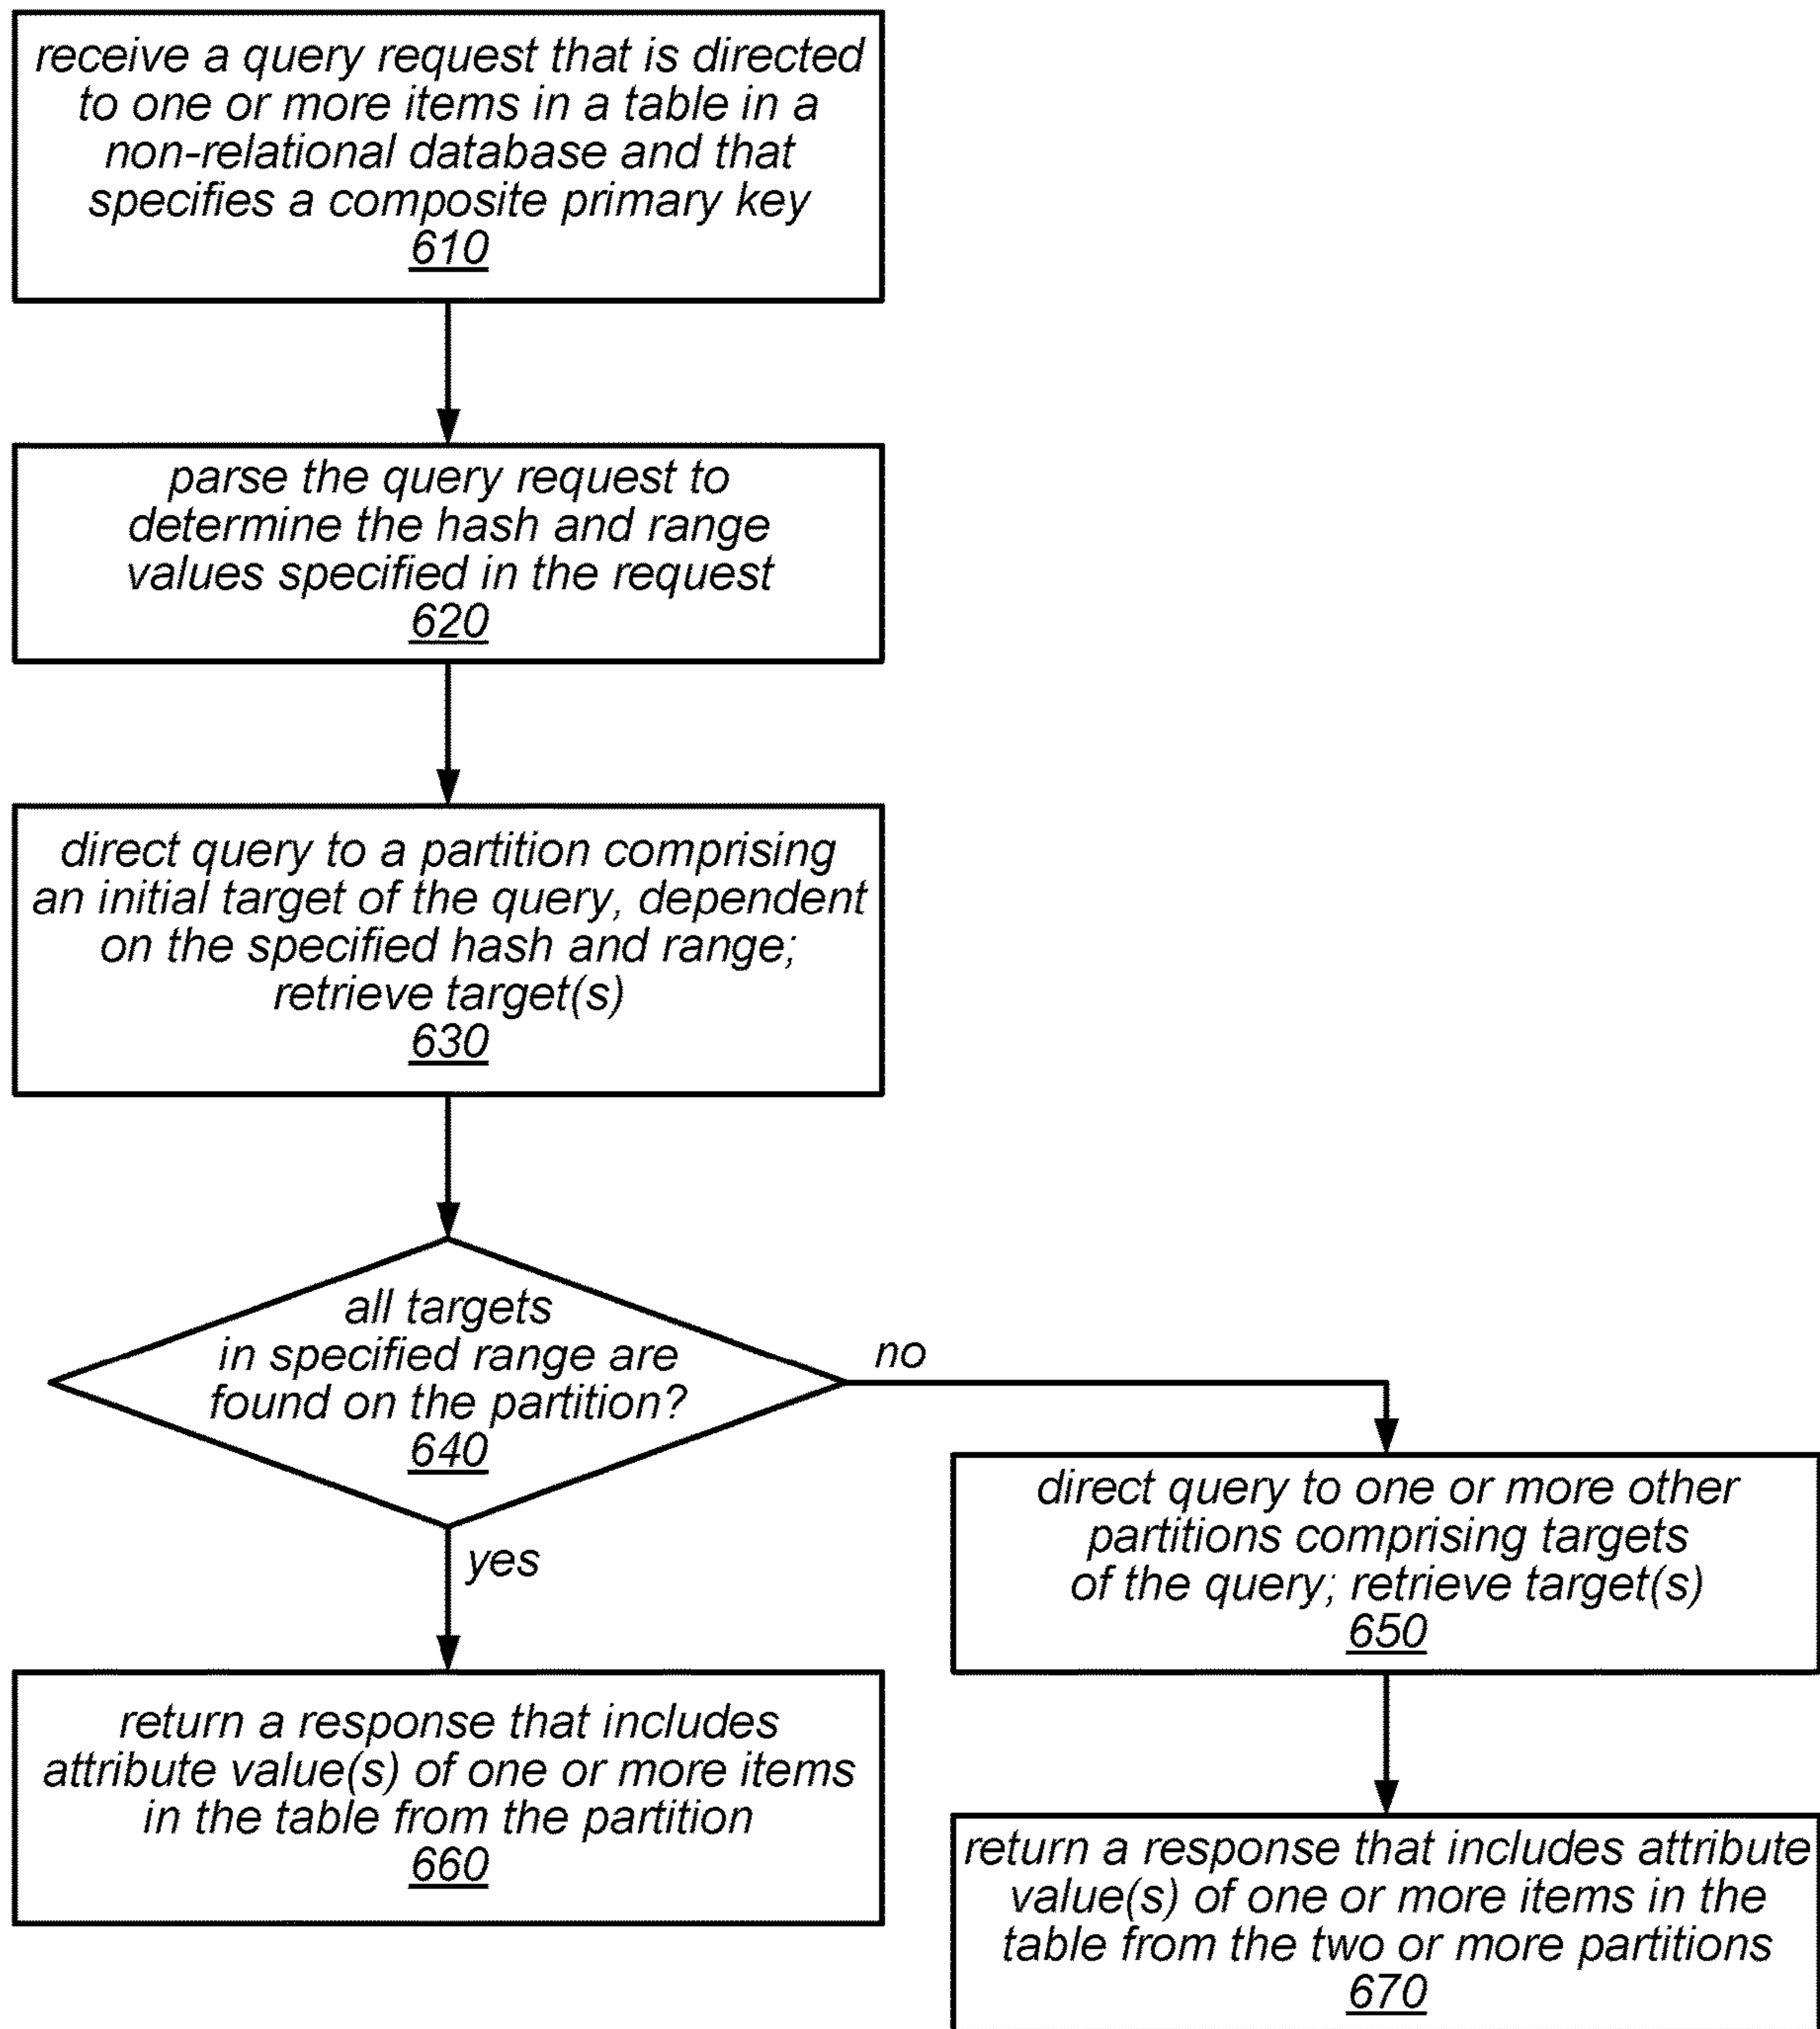 receive a query request that is directed
to one or more items in a table in a
non-relational database and that
specifies a composite primary key
610
parse the query request to
determine the hash and range
values specified in the request
620
direct query to a partition comprising
an initial target of the query, dependent
on the specified hash and range;
retrieve target(s)
630
all targets
in specified range are
found on the partition?
640
no
yes
direct query to one or more other
partitions comprising targets
of the query; retrieve target(s)
650
return a response that includes
attribute value(s) of one or more items
in the table from the partition
660
return a response that includes attribute
value(s) of one or more items in the
table from the two or more partitions
670